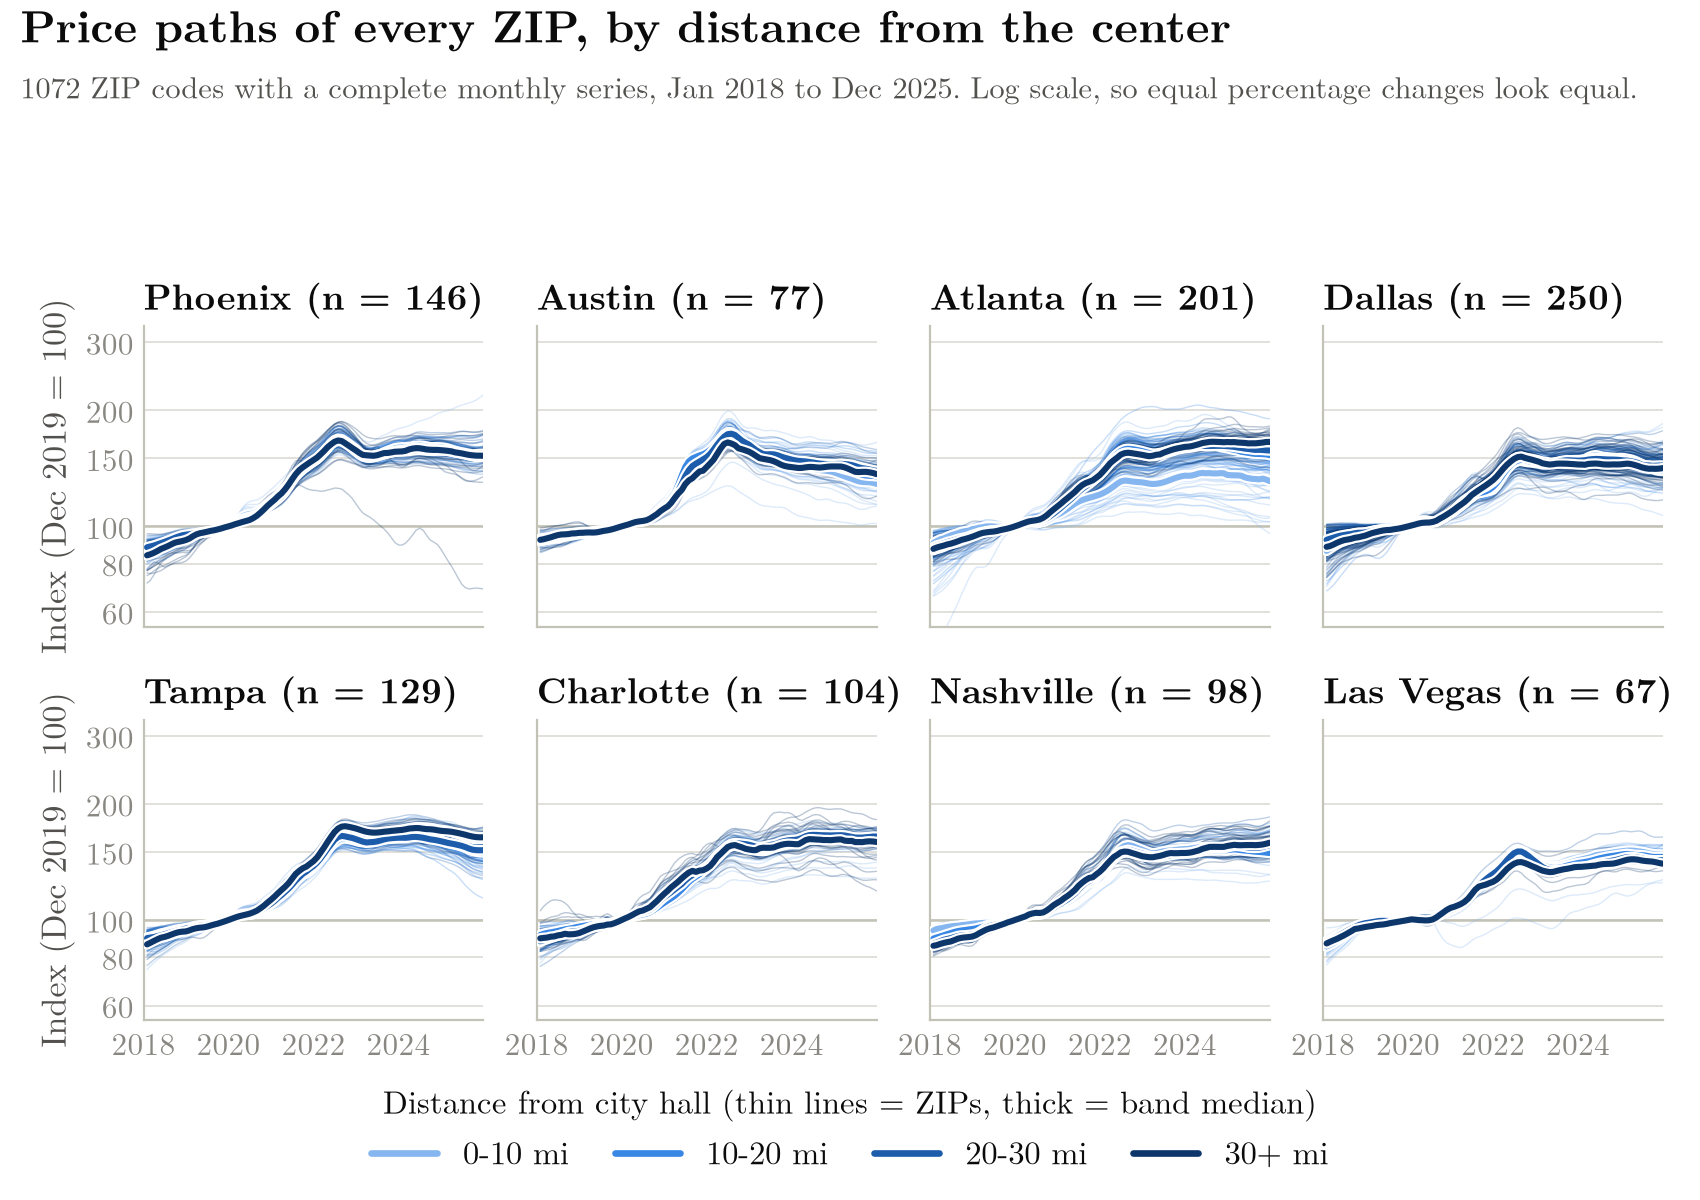 Price paths of every ZIP, by distance from the center
1072 ZIP codes with a complete monthly series, Jan 2018 to Dec 2025. Log scale, so equal percentage changes look equal.
Phoenix (n = 146)
Austin (n = 77)
Atlanta (n = 201)
Dallas (n = 250)
Index (Dec 2019 = 100)
300
200
150
100
80
60
Tampa (n = 129)
Charlotte (n = 104)
Nashville (n = 98)
Las Vegas (n = 67)
Index (Dec 2019 = 100)
300
200
150
100
80
60
2018 2020 2022 2024
2018 2020 2022 2024
2018 2020 2022 2024
2018 2020 2022 2024
Distance from city hall (thin lines = ZIPs, thick = band median)
0-10 mi
10-20 mi
20-30 mi
30+ mi